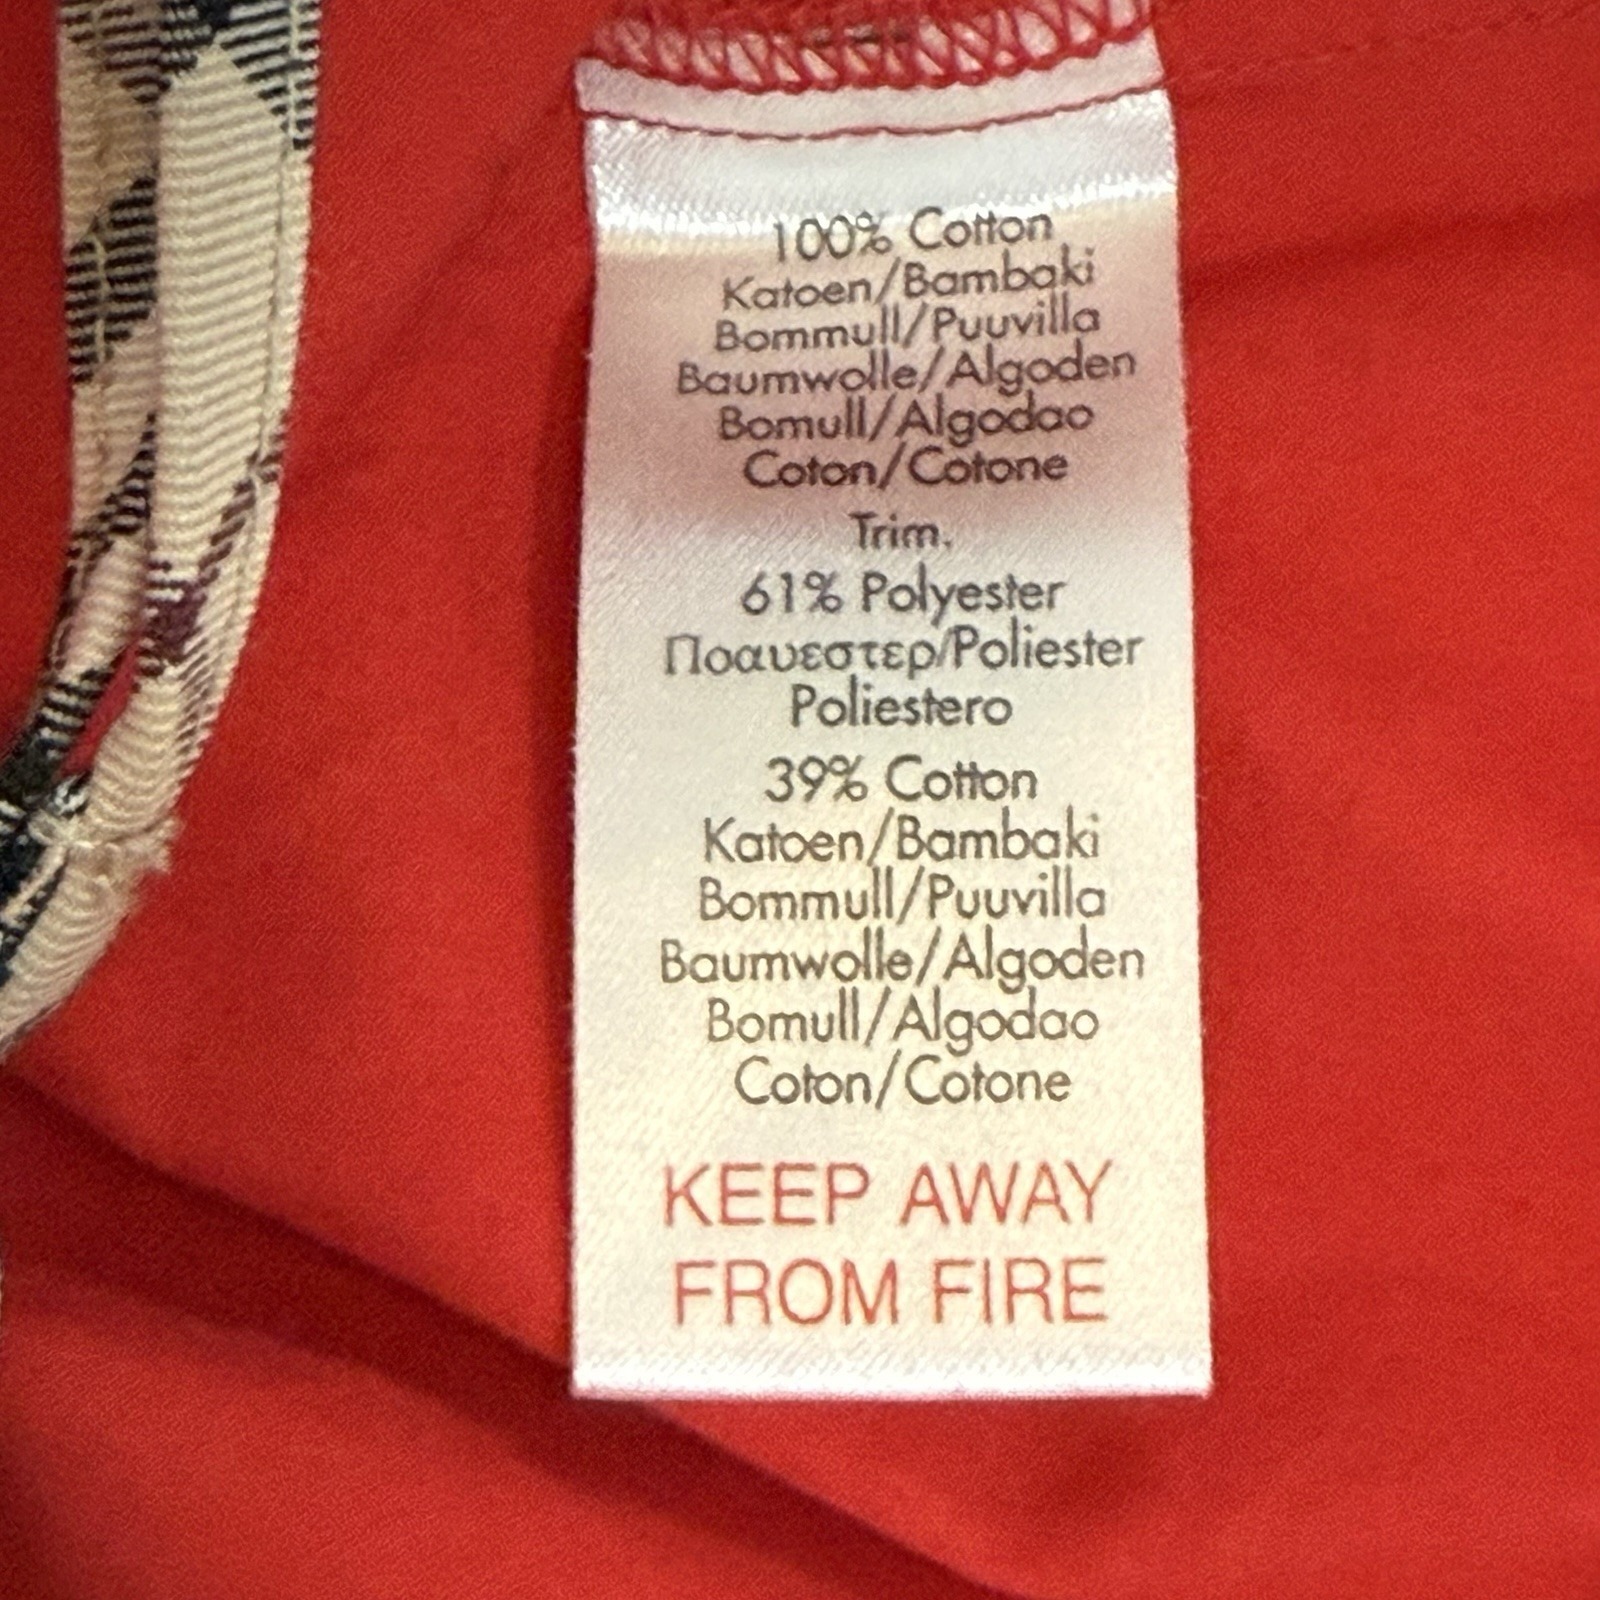 100% Cotton
Katoen/Bambaki
Bommull/Puuvilla
Baumwolle/Algoden
Bomull/Algodao
Coton/Cotone
Trim.
61% Polyester
Ποαυεστερ/Poliester
Poliestero
39% Cotton
Katoen/Bambaki
Bommull/Puuvilla
Baumwolle/Algoden
Bomull/Algodao
Coton/Cotone
KEEP AWAY
FROM FIRE